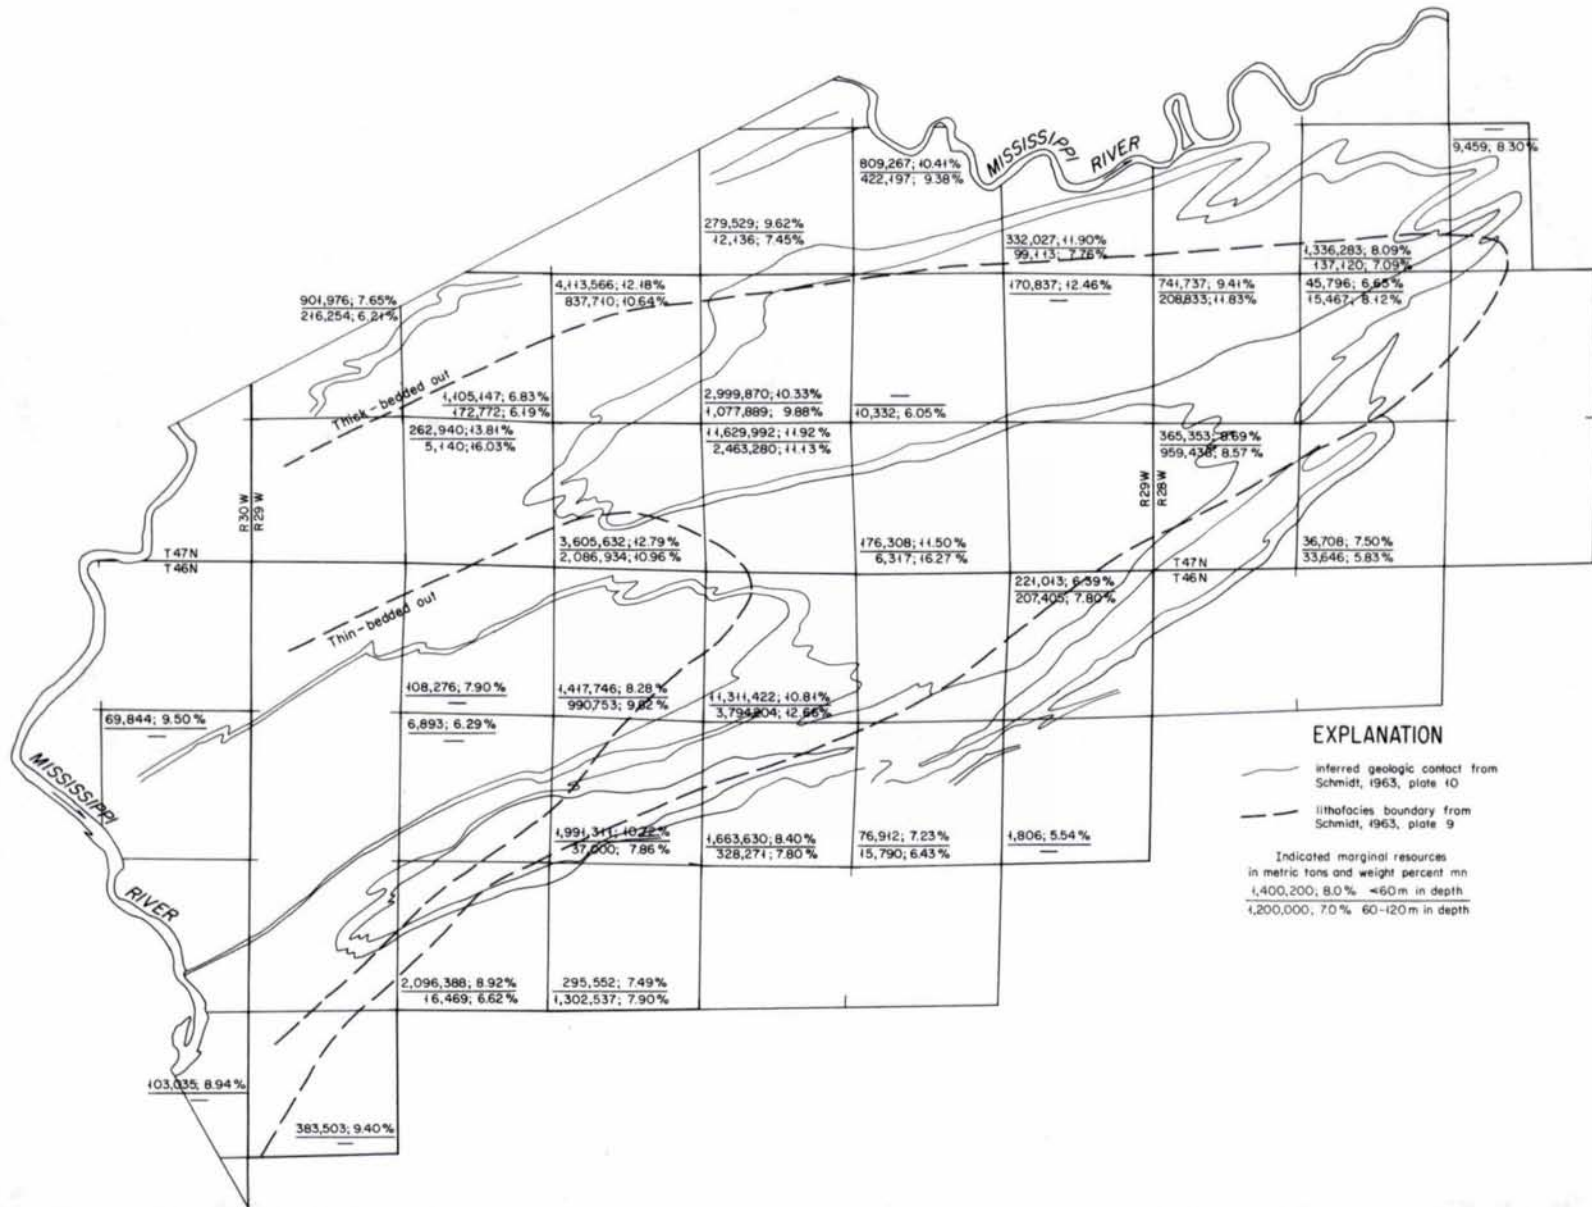 9,459; 8.30%
MISSISSIPPI RIVER
809,267; 10.41%
422,197; 9.38%
279,529; 9.62%
12,136; 7.45%
332,027; 11.90%
99,113; 7.76%
1,336,283; 8.09%
137,120; 7.09%
901,976; 7.65%
216,254; 6.21%
4,113,566; 12.18%
837,710; 10.64%
170,837; 12.46%
741,737; 9.41%
208,833; 11.83%
45,796; 6.65%
15,467; 8.12%
Thick-bedded out
1,105,147; 6.83%
172,772; 6.19%
2,999,870; 10.33%
1,077,889; 9.88%
10,332; 6.05%
262,940; 13.81%
5,140; 16.03%
11,629,992; 11.92%
2,463,280; 11.13%
365,353; 8.69%
959,436; 8.57%
R30W
R29W
R29W
R28W
3,605,632; 12.79%
2,086,934; 10.96%
176,308; 11.50%
6,317; 16.27%
36,708; 7.50%
33,646; 5.83%
T47N
T46N
T47N
T46N
221,013; 6.39%
207,405; 7.80%
Thin-bedded out
108,276; 7.90%
1,417,746; 8.28%
990,753; 9.82%
11,311,422; 10.81%
3,794,204; 12.66%
69,844; 9.50%
6,893; 6.29%
MISSISSIPPI
RIVER
1,991,311; 10.22%
37,000; 7.86%
1,663,630; 8.40%
328,271; 7.80%
76,912; 7.23%
15,790; 6.43%
1,806; 5.54%
2,096,388; 8.92%
16,469; 6.62%
295,552; 7.49%
1,302,537; 7.90%
103,035; 8.94%
383,503; 9.40%
EXPLANATION
inferred geologic contact from
Schmidt, 1963, plate 10
lithofacies boundary from
Schmidt, 1963, plate 9
Indicated marginal resources
in metric tons and weight percent mn
1,400,200; 8.0% <60m in depth
1,200,000; 7.0% 60-120m in depth